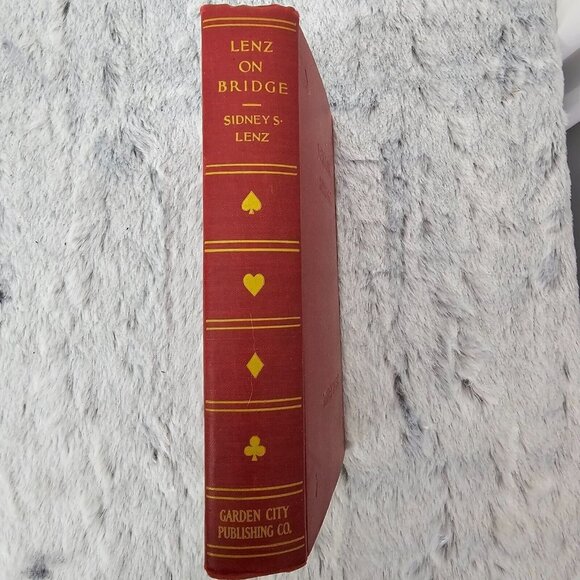 LENZ
ON
BRIDGE
SIDNEY S.
LENZ
GARDEN CITY
PUBLISHING CO.